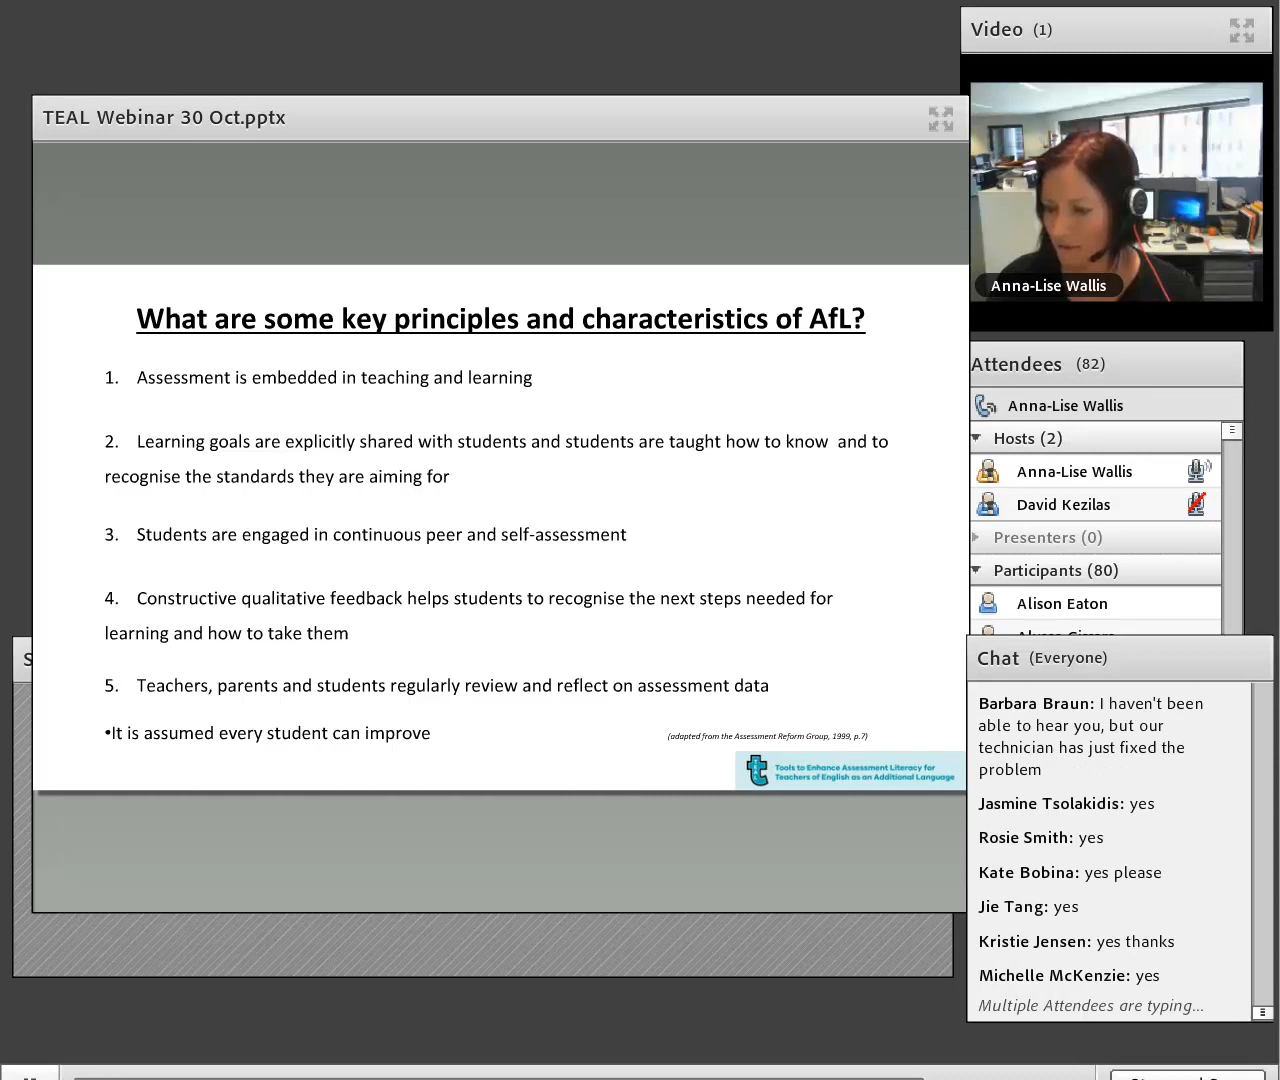 Video (1)
TEAL Webinar 30 Oct.pptx
Anna-Lise Wallis
What are some key principles and characteristics of AfL?
1. Assessment is embedded in teaching and learning
2. Learning goals are explicitly shared with students and students are taught how to know and to
recognise the standards they are aiming for
3. Students are engaged in continuous peer and self-assessment
4. Constructive qualitative feedback helps students to recognise the next steps needed for
learning and how to take them
5. Teachers, parents and students regularly review and reflect on assessment data
•It is assumed every student can improve
(adapted from the Assessment Reform Group, 1999, p.7)
Tools to Enhance Assessment Literacy for
Teachers of English as an Additional Language
Attendees (82)
Anna-Lise Wallis
Hosts (2)
Anna-Lise Wallis
David Kezilas
Presenters (0)
Participants (80)
Alison Eaton
Chat (Everyone)
Barbara Braun: I haven't been
able to hear you, but our
technician has just fixed the
problem
Jasmine Tsolakidis: yes
Rosie Smith: yes
Kate Bobina: yes please
Jie Tang: yes
Kristie Jensen: yes thanks
Michelle McKenzie: yes
Multiple Attendees are typing...